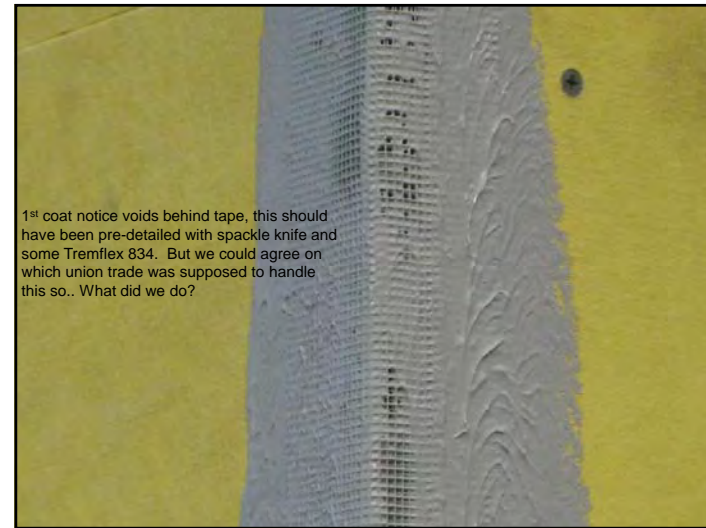 1st coat notice voids behind tape, this should
have been pre-detailed with spackle knife and
some Tremflex 834.  But we could agree on
which union trade was supposed to handle
this so.. What did we do?